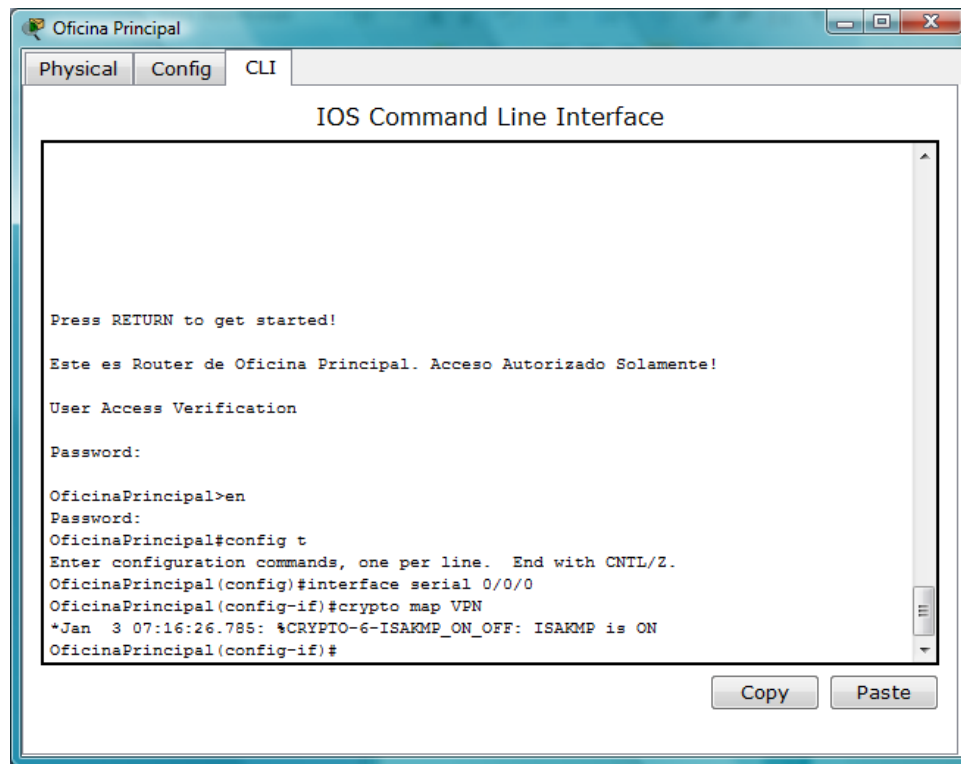 Oficina Principal
Physical Config CLI
IOS Command Line Interface
Press RETURN to get started!
Este es Router de Oficina Principal. Acceso Autorizado Solamente!
User Access Verification
Password:
OficinaPrincipal>en
Password:
OficinaPrincipal#config t
Enter configuration commands, one per line.  End with CNTL/Z.
OficinaPrincipal(config)#interface serial 0/0/0
OficinaPrincipal(config-if)#crypto map VPN
*Jan  3 07:16:26.785: %CRYPTO-6-ISAKMP_ON_OFF: ISAKMP is ON
OficinaPrincipal(config-if)#
Copy Paste